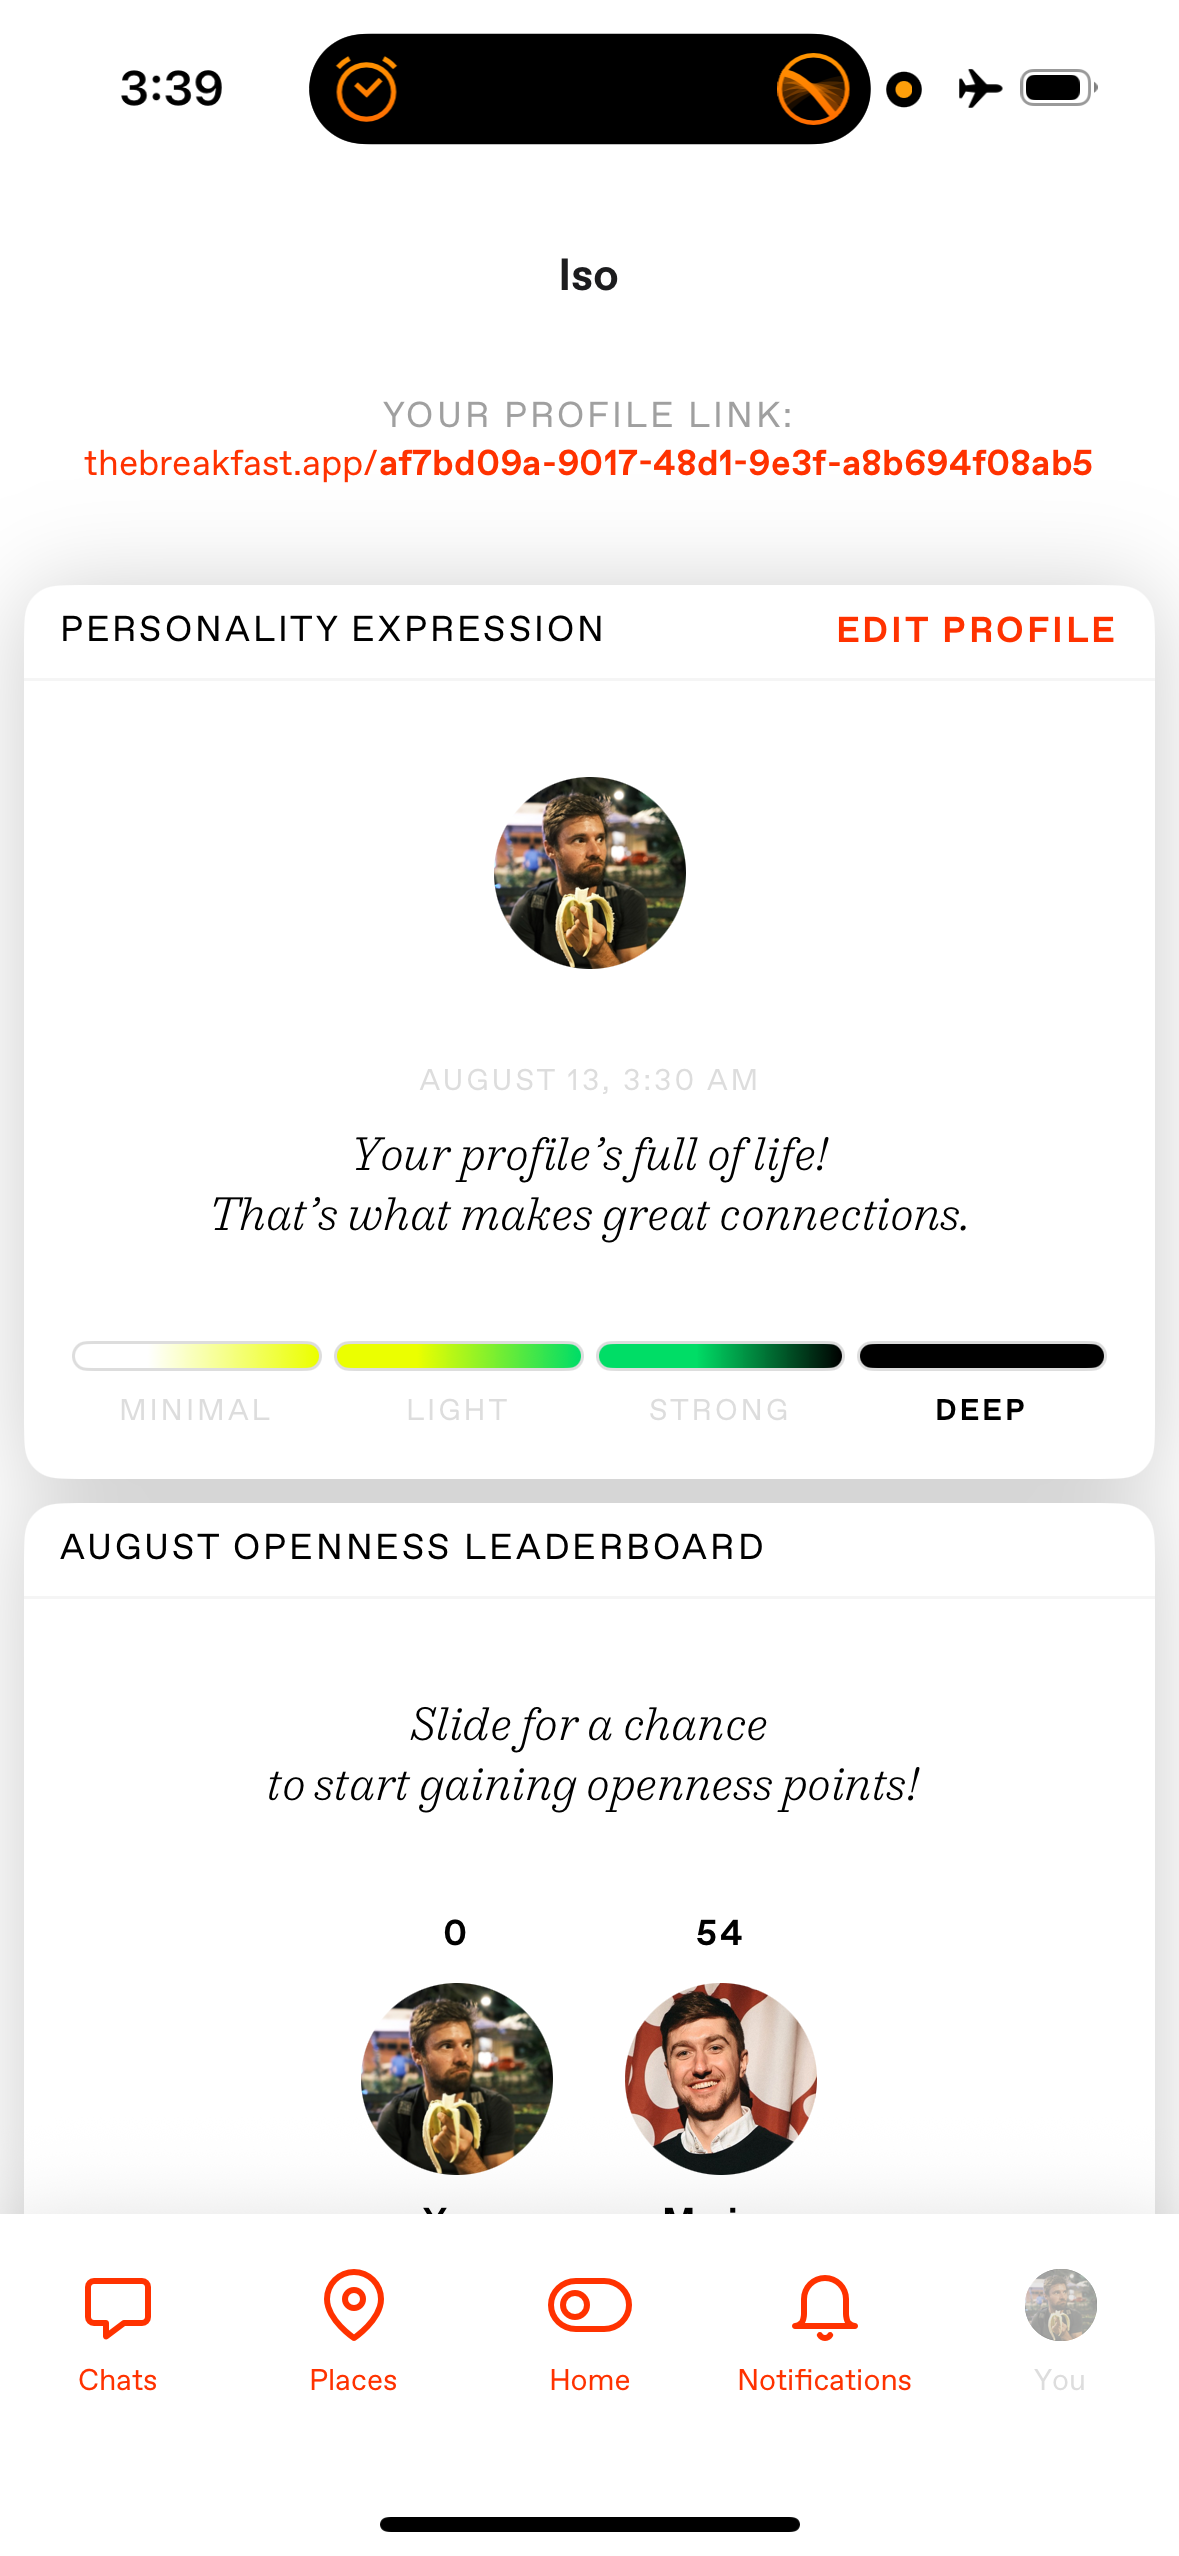 3:39
Iso
YOUR PROFILE LINK:
thebreakfast.app/af7bd09a-9017-48d1-9e3f-a8b694f08ab5
PERSONALITY EXPRESSION
EDIT PROFILE
AUGUST 13, 3:30 AM
Your profile’s full of life!
That’s what makes great connections.
MINIMAL
LIGHT
STRONG
DEEP
AUGUST OPENNESS LEADERBOARD
Slide for a chance
to start gaining openness points!
0
54
Chats
Places
Home
Notifications
You